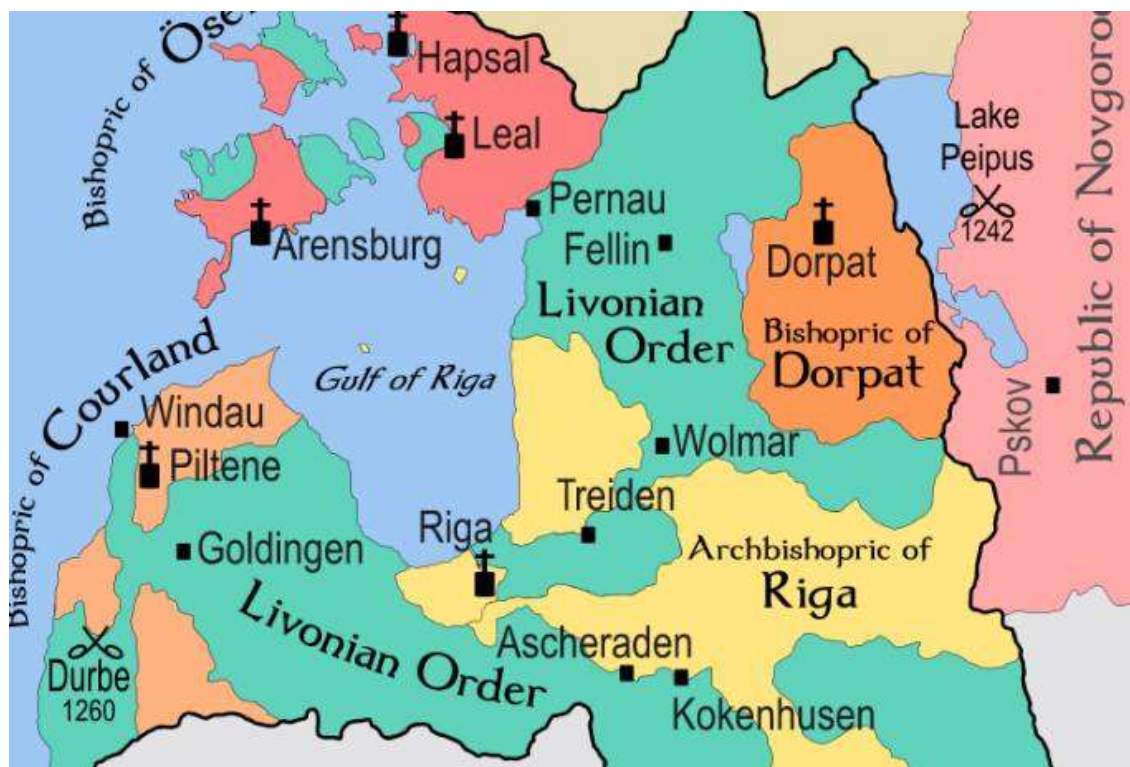 Bishopric of Öse
Hapsal
Leal
Arensburg
Pernau
Fellin
Livonian
Order
Dorpat
Bishopric of
Dorpat
Lake
Peipus
1242
Republic of Novgorod
Pskov
Gulf of Riga
Bishopric of Courland
Windau
Piltene
Goldingen
Wolmar
Treiden
Riga
Archbishopric of
Riga
Livonian Order
Ascheraden
Kokenhusen
Durbe
1260